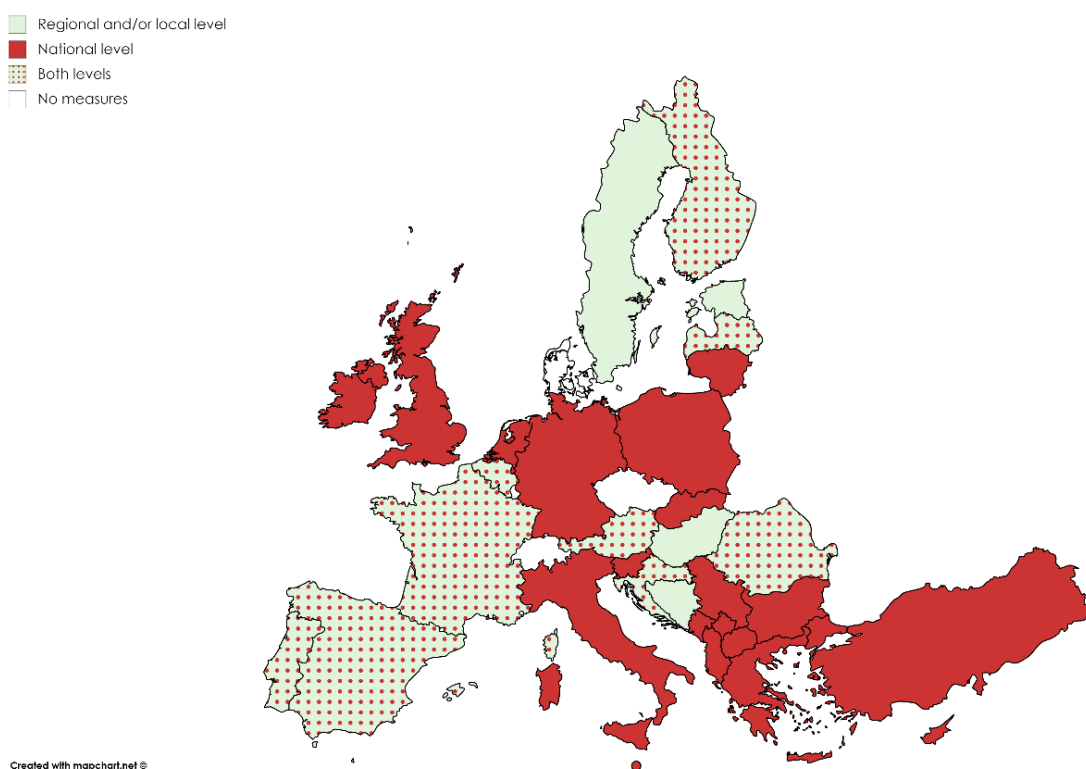 Regional and/or local level
National level
Both levels
No measures
Created with mapchart.net ©